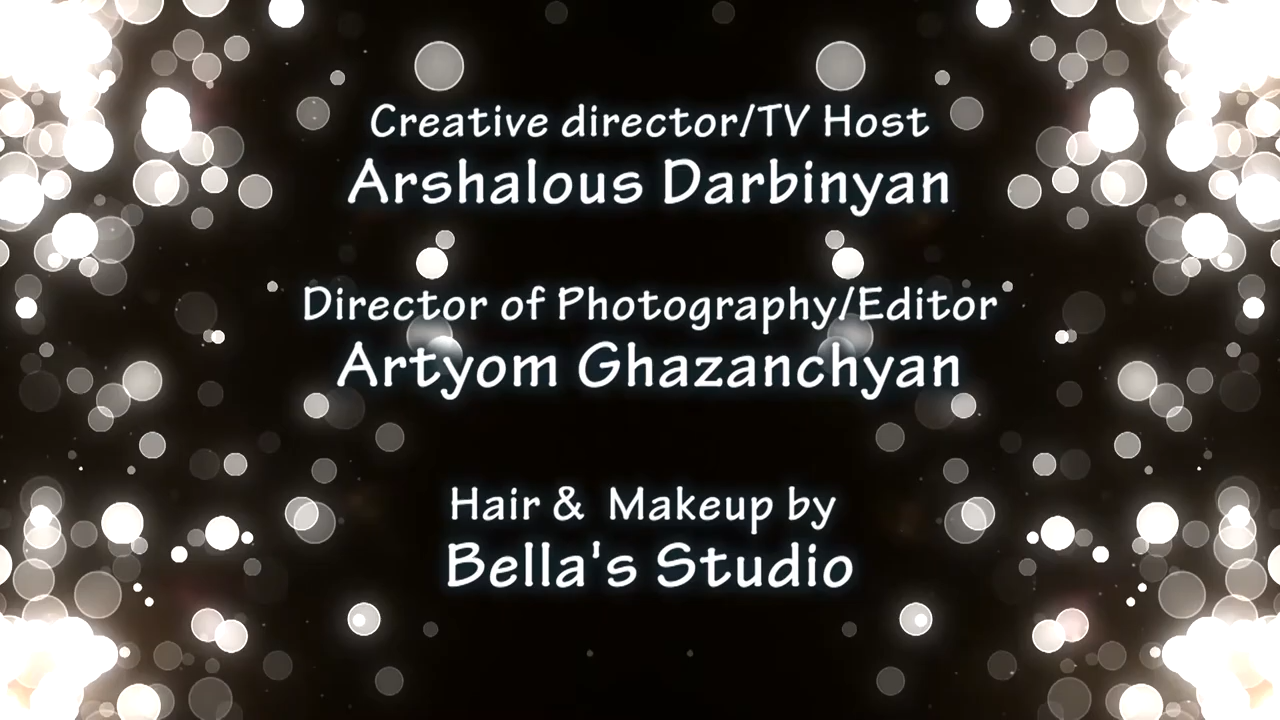 Creative director/TV Host
Arshalous Darbinyan
Director of Photography/Editor
Artyom Ghazanchyan
Hair & Makeup by
Bella's Studio